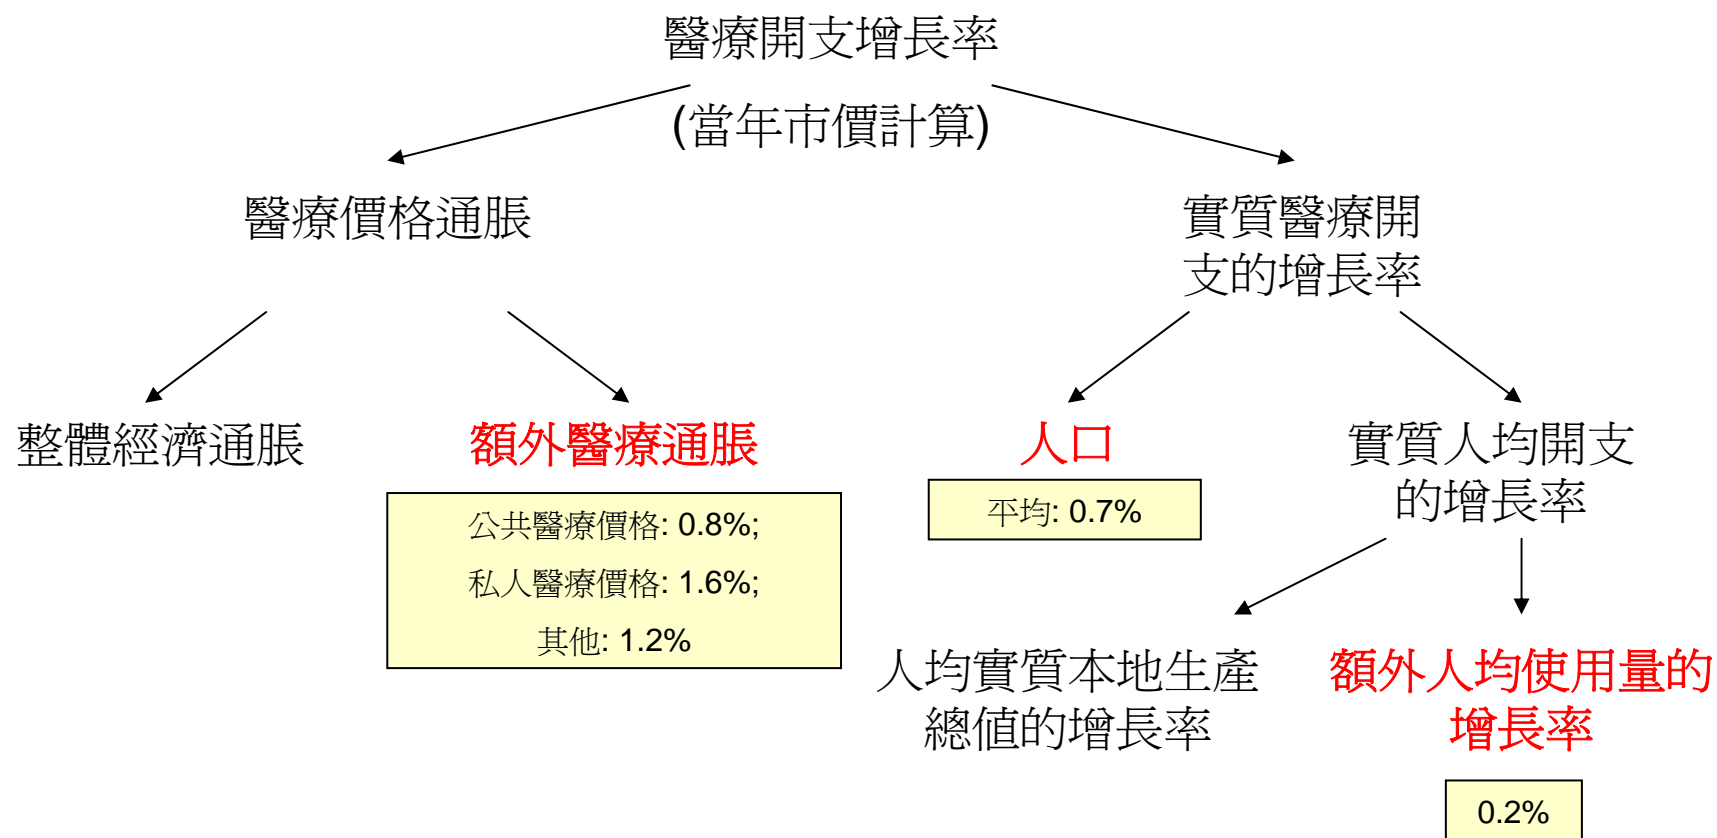 醫療開支增長率
(當年市價計算)
醫療價格通脹
實質醫療開
支的增長率
整體經濟通脹
額外醫療通脹
人口
實質人均開支
的增長率
公共醫療價格: 0.8%;
私人醫療價格: 1.6%;
其他: 1.2%
平均: 0.7%
人均實質本地生產
總值的增長率
額外人均使用量的
增長率
0.2%